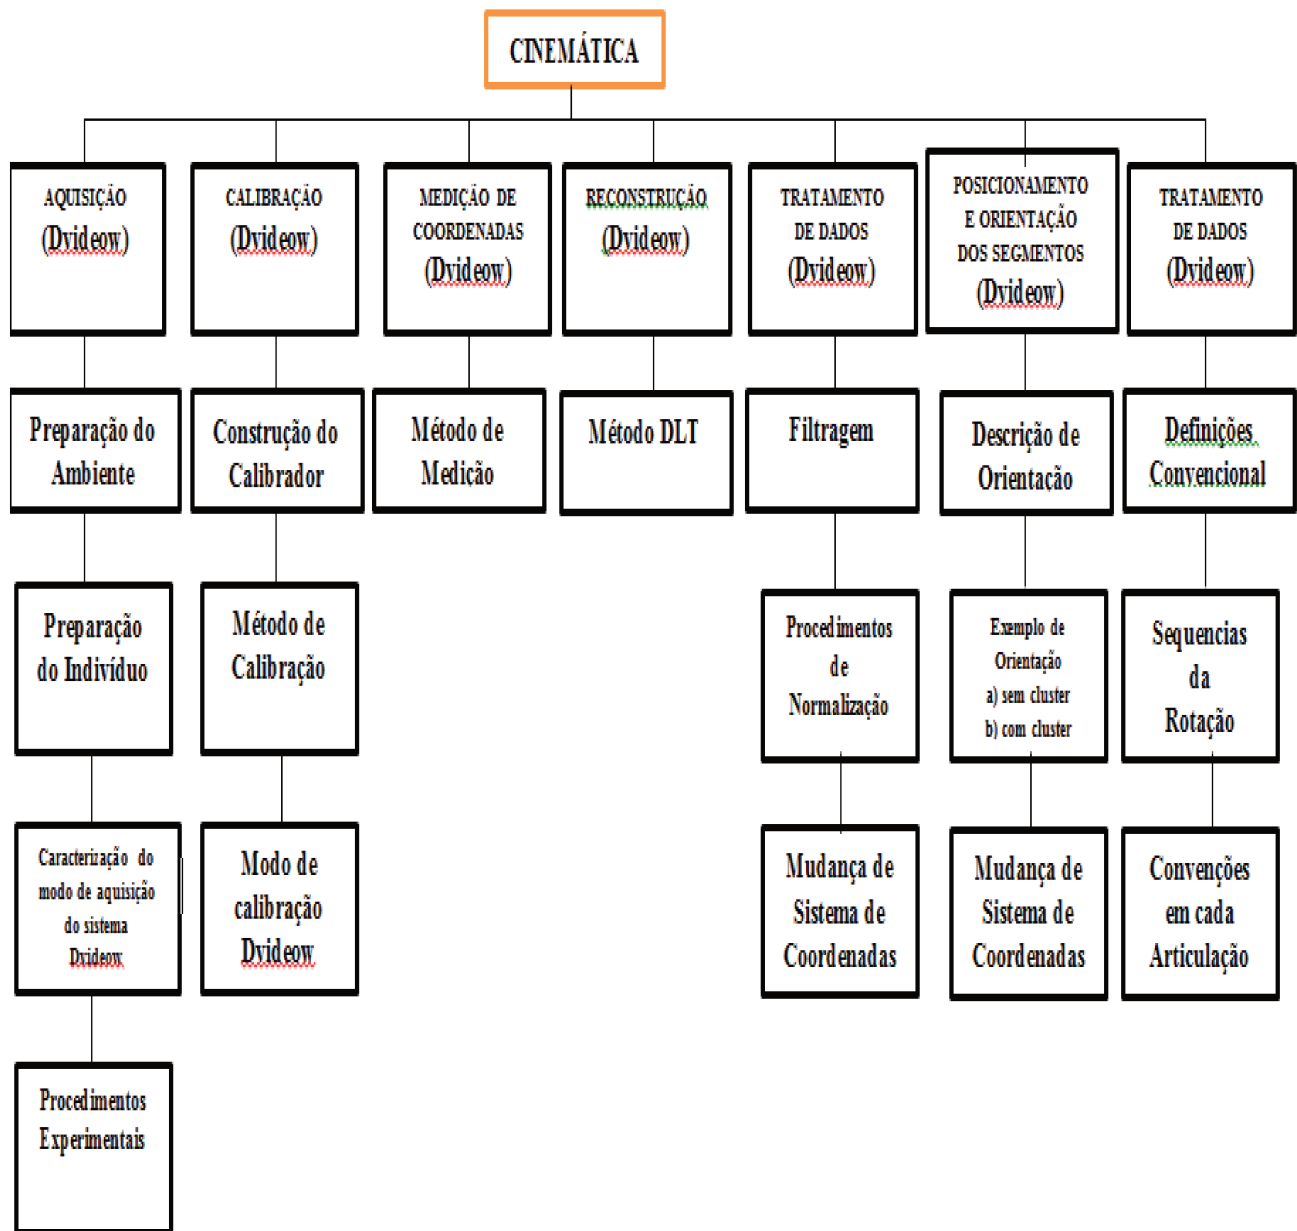 CINEMÁTICA
AQUISIÇÃO
(Dvideow)
CALIBRAÇÃO
(Dvideow)
MEDIÇÃO DE
COORDENADAS
(Dvideow)
RECONSTRUÇÃO
(Dvideow)
TRATAMENTO
DE DADOS
(Dvideow)
POSICIONAMENTO
E ORIENTAÇÃO
DOS SEGMENTOS
(Dvideow)
TRATAMENTO
DE DADOS
(Dvideow)
Preparação do
Ambiente
Construção do
Calibrador
Método de
Medição
Método DLT
Filtragem
Descrição de
Orientação
Definições
Convencional
Preparação
do Indivíduo
Método de
Calibração
Procedimentos
de
Normalização
Exemplo de
Orientação
a) sem cluster
b) com cluster
Sequencias
da
Rotação
Caracterização do
modo de aquisição
do sistema
Dvideow
Modo de
calibração
Dvideow
Mudança de
Sistema de
Coordenadas
Mudança de
Sistema de
Coordenadas
Convenções
em cada
Articulação
Procedimentos
Experimentais